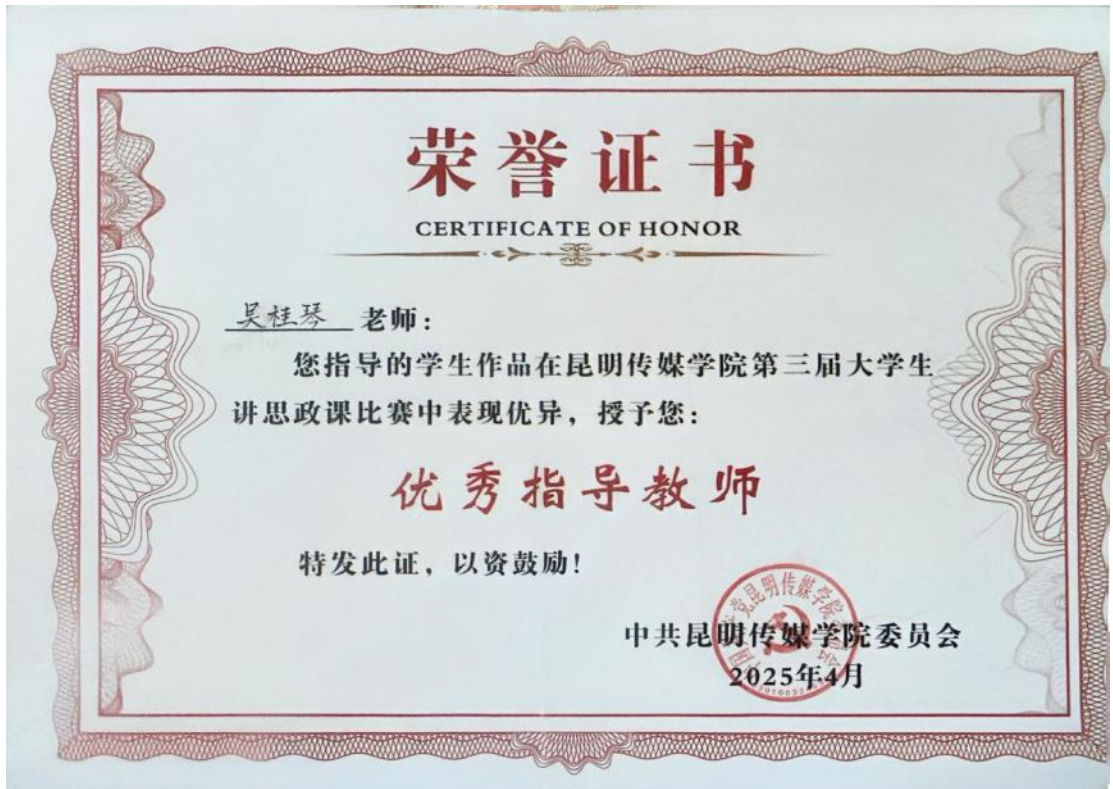 荣誉证书
CERTIFICATE OF HONOR
吴桂琴 老师：
您指导的学生作品在昆明传媒学院第三届大学生
讲思政课比赛中表现优异，授予您：
优秀指导教师
特发此证，以资鼓励！
中共昆明传媒学院委员会
2025年4月